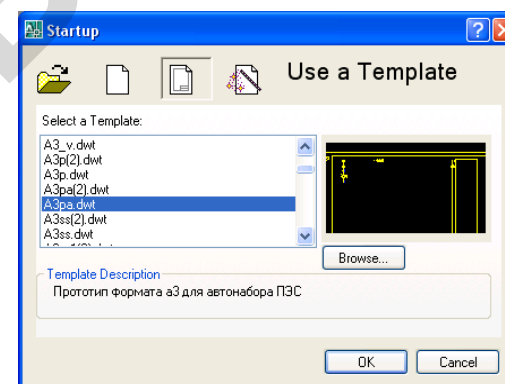 Startup
Use a Template
Select a Template:
A3_v.dwt
A3p(2).dwt
A3p.dwt
A3pa(2).dwt
A3pa.dwt
A3ss(2).dwt
A3ss.dwt
Browse...
Template Description
Прототип формата а3 для автонабора ПЭС
OK
Cancel